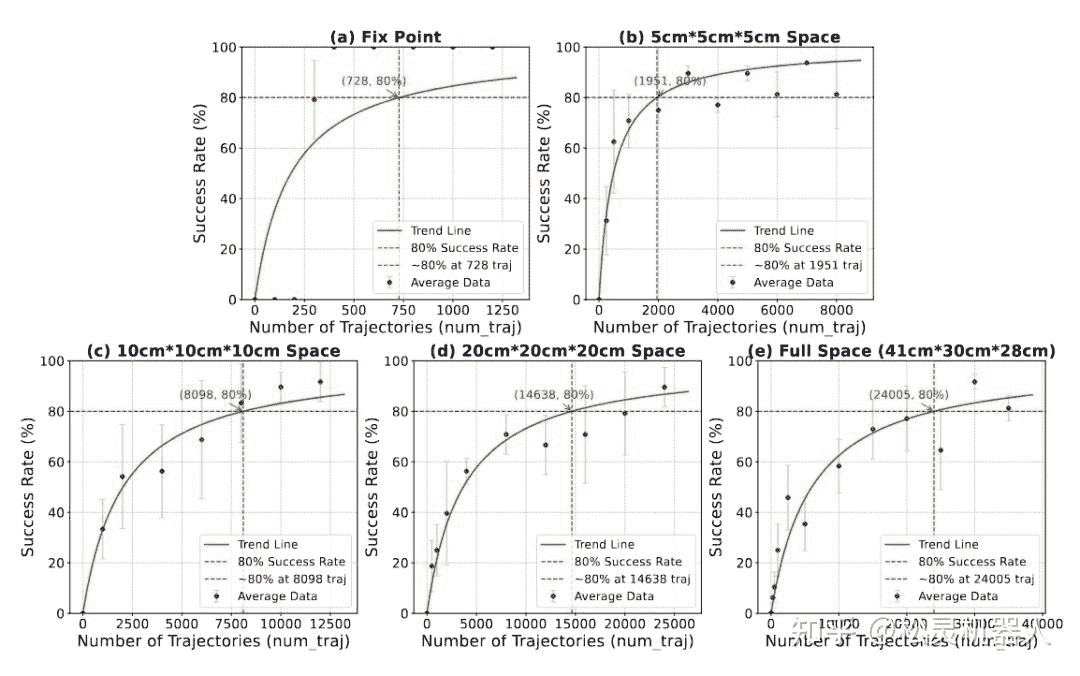 (a) Fix Point
Success Rate (%)
100
80
60
40
20
0
(728, 80%)
Trend Line
80% Success Rate
~80% at 728 traj
Average Data
0 250 500 750 1000 1250
Number of Trajectories (num_traj)
(b) 5cm*5cm*5cm Space
Success Rate (%)
100
80
60
40
20
0
(1951, 80%)
Trend Line
80% Success Rate
~80% at 1951 traj
Average Data
0 2000 4000 6000 8000
Number of Trajectories (num_traj)
(c) 10cm*10cm*10cm Space
Success Rate (%)
100
80
60
40
20
0
(8098, 80%)
Trend Line
80% Success Rate
~80% at 8098 traj
Average Data
0 2500 5000 7500 10000 12500
Number of Trajectories (num_traj)
(d) 20cm*20cm*20cm Space
Success Rate (%)
100
80
60
40
20
0
(14638, 80%)
Trend Line
80% Success Rate
~80% at 14638 traj
Average Data
0 5000 10000 15000 20000 25000
Number of Trajectories (num_traj)
(e) Full Space (41cm*30cm*28cm)
Success Rate (%)
100
80
60
40
20
0
(24005, 80%)
Trend Line
80% Success Rate
~80% at 24005 traj
Average Data
0 10000 20000 30000 40000
Number of Trajectories (num_traj)
知乎 @灵机器人